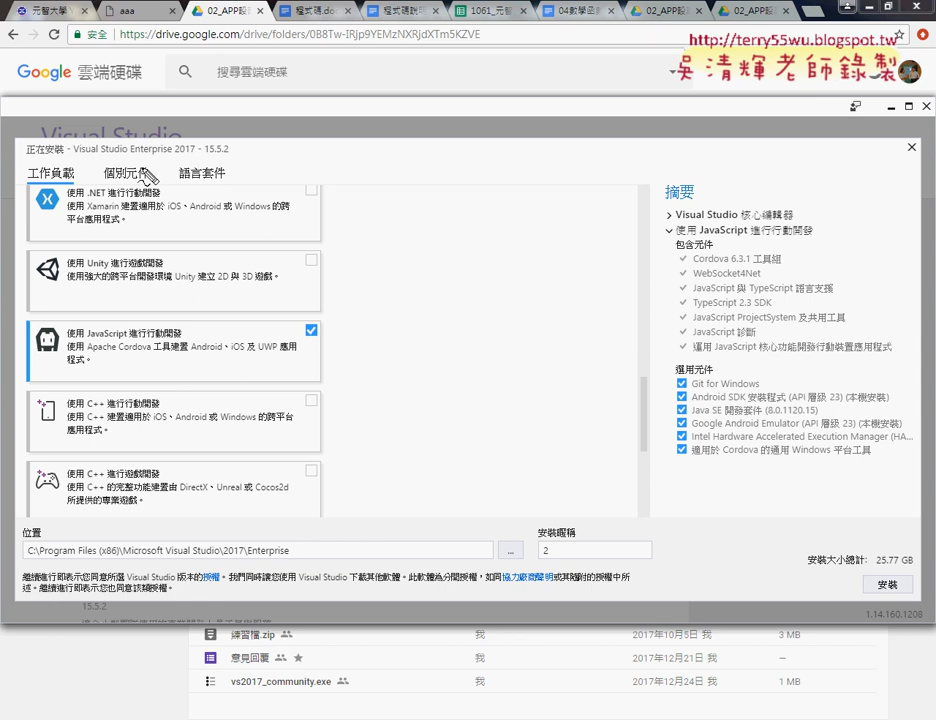 元智大學
aaa
02_APP設
程式碼.do
程式碼說
1061_元智
04數學函
02_APP設
02_APP設
安全
https://drive.google.com/drive/folders/0B8Tw-IRjp9YEMzNXRjdXTm5KZVE
http://terry55wu.blogspot.tw
吳清輝老師錄製
Google 雲端硬碟
搜尋雲端硬碟
Visual Studio
正在安裝 - Visual Studio Enterprise 2017 - 15.5.2
工作負載
個別元件
語言套件
使用 .NET 進行行動開發
使用 Xamarin 建置適用於 iOS、Android 或 Windows 的跨
平台應用程式。
使用 Unity 進行遊戲開發
使用強大的跨平台開發環境 Unity 建立 2D 與 3D 遊戲。
使用 JavaScript 進行行動開發
使用 Apache Cordova 工具建置 Android、iOS 及 UWP 應用
程式。
使用 C++ 進行行動開發
使用 C++ 建置適用於 iOS、Android 或 Windows 的跨平台
應用程式。
使用 C++ 進行遊戲開發
使用 C++ 的完整功能建置由 DirectX、Unreal 或 Cocos2d
所提供的專業遊戲。
摘要
Visual Studio 核心編輯器
使用 JavaScript 進行行動開發
包含元件
Cordova 6.3.1 工具組
WebSocket4Net
JavaScript 與 TypeScript 語言支援
TypeScript 2.3 SDK
JavaScript ProjectSystem 及共用工具
JavaScript 診斷
運用 JavaScript 核心功能開發行動裝置應用程式
選用元件
Git for Windows
Android SDK 安裝程式 (API 層級 23) (本機安裝)
Java SE 開發套件 (8.0.1120.15)
Google Android Emulator (API 層級 23) (本機安裝)
Intel Hardware Accelerated Execution Manager (HA...
適用於 Cordova 的通用 Windows 平台工具
位置
C:\Program Files (x86)\Microsoft Visual Studio\2017\Enterprise
...
安裝暱稱
2
安裝大小總計: 25.77 GB
繼續進行即表示您同意所選 Visual Studio 版本的授權。我們同時讓您使用 Visual Studio 下載其他軟體。此軟體為分開授權，如同協力廠商聲明或其隨附的授權中所
述。繼續進行即表示您也同意該類授權。
安裝
15.5.2
1.14.160.1208
練習檔.zip
我
2017年10月5日 我
3 MB
意見回覆
我
2017年12月21日 我
–
vs2017_community.exe
我
2017年12月24日 我
1 MB